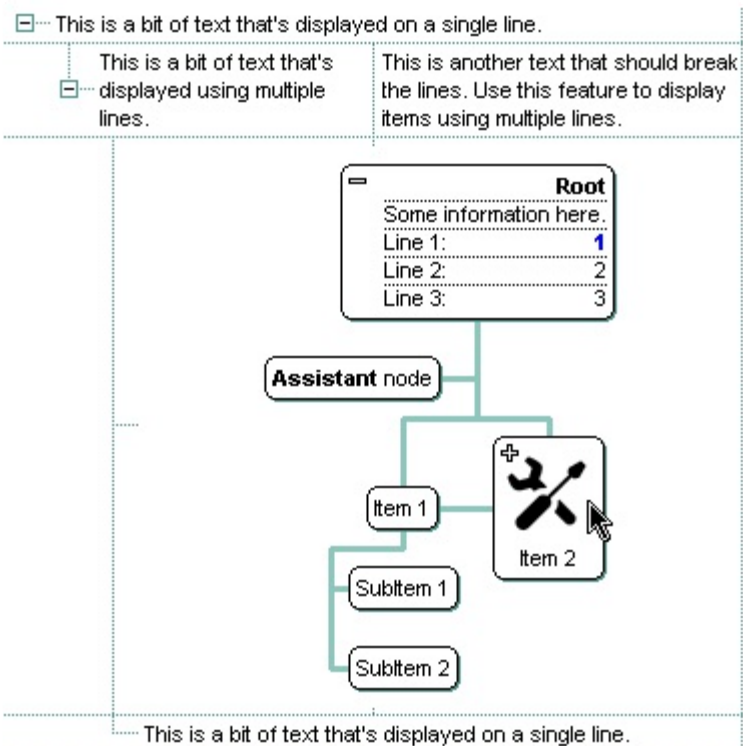 This is a bit of text that's displayed on a single line.
This is a bit of text that's
displayed using multiple
lines.
This is another text that should break
the lines. Use this feature to display
items using multiple lines.
Root
Some information here.
Line 1: 1
Line 2: 2
Line 3: 3
Assistant node
Item 1
Item 2
SubItem 1
SubItem 2
This is a bit of text that's displayed on a single line.